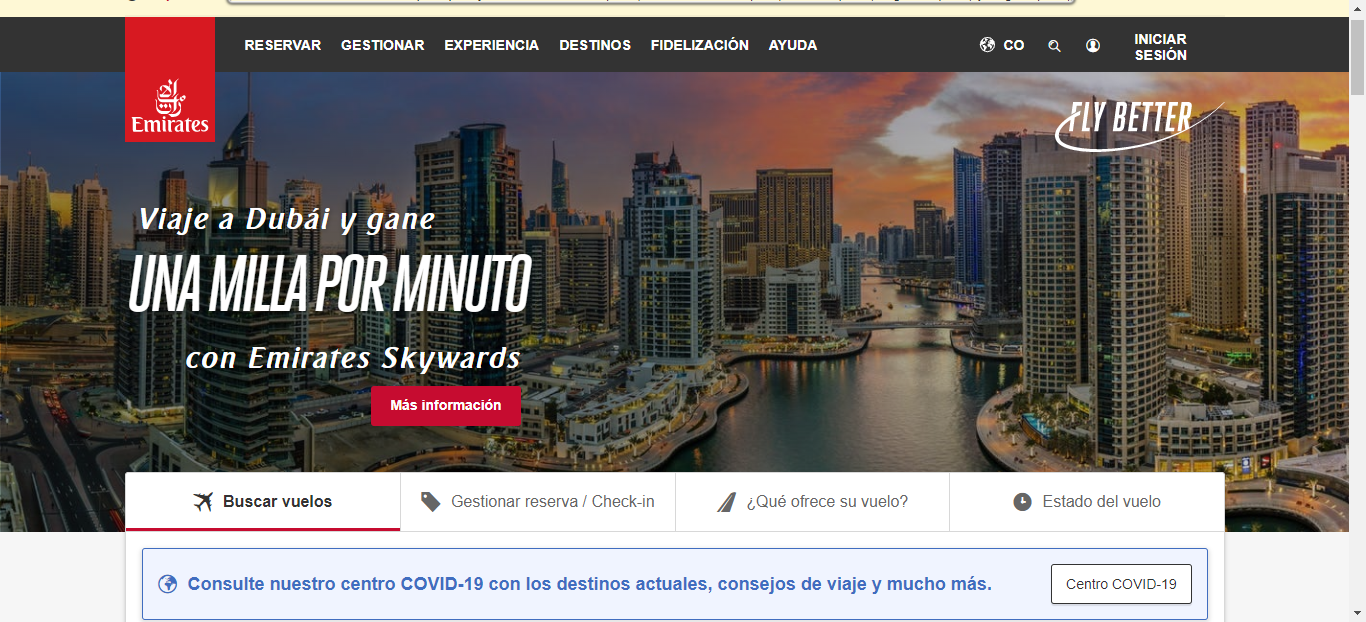 RESERVAR GESTIONAR EXPERIENCIA DESTINOS FIDELIZACIÓN AYUDA CO INICIAR SESIÓN
Emirates
FLY BETTER
Viaje a Dubái y gane
UNA MILLA POR MINUTO
con Emirates Skywards
Más información
Buscar vuelos Gestionar reserva / Check-in ¿Qué ofrece su vuelo? Estado del vuelo
Consulte nuestro centro COVID-19 con los destinos actuales, consejos de viaje y mucho más. Centro COVID-19